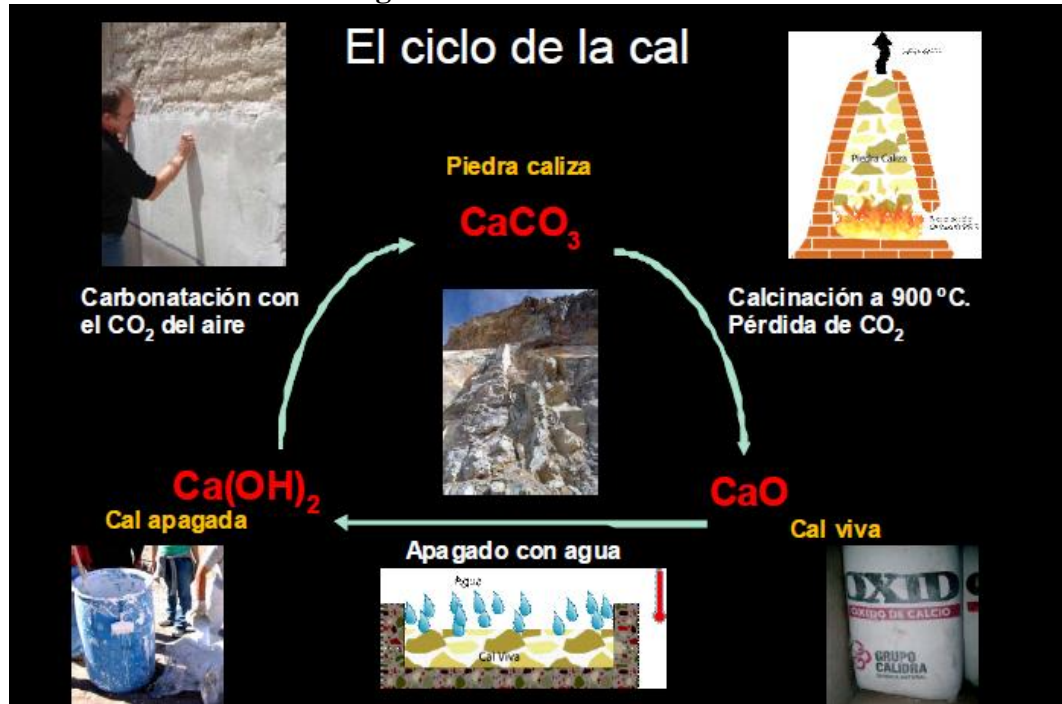 El ciclo de la cal
Piedra caliza
CaCO₃
Piedra Caliza
Carbonatación con
el CO₂ del aire
Calcinación a 900 ºC.
Pérdida de CO₂
Ca(OH)₂
Cal apagada
CaO
Cal viva
Apagado con agua
Agua
Cal Viva
OXID
OXIDO DE CALCIO
GRUPO
CALIDRA